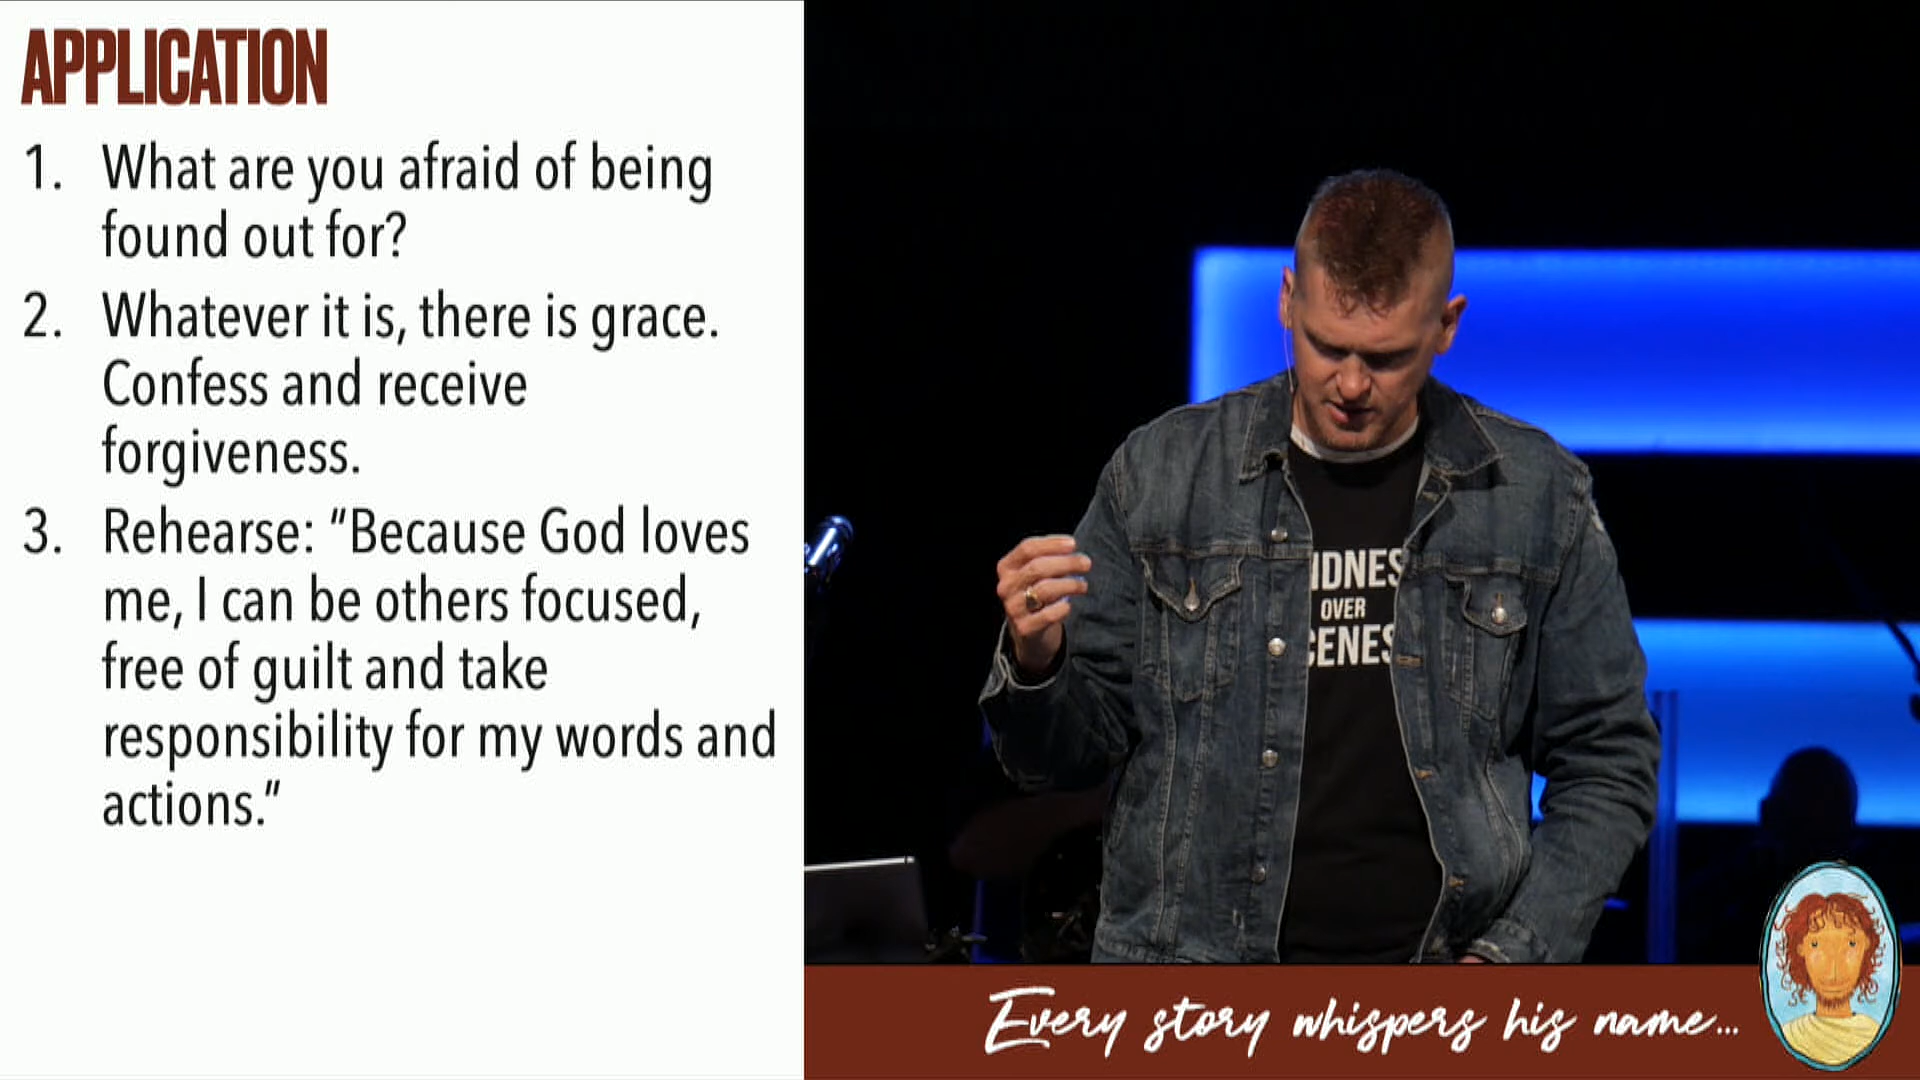 APPLICATION
1. What are you afraid of being
found out for?
2. Whatever it is, there is grace.
Confess and receive
forgiveness.
3. Rehearse: “Because God loves
me, I can be others focused,
free of guilt and take
responsibility for my words and
actions.”
IDNES
OVER
CENES
Every story whispers his name...